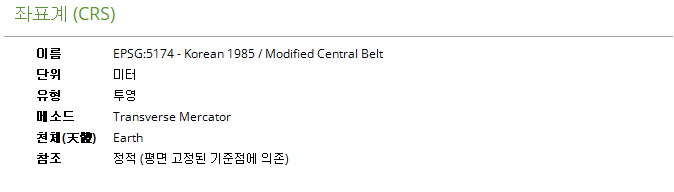 좌표계 (CRS)
이름 EPSG:5174 - Korean 1985 / Modified Central Belt
단위 미터
유형 투영
메소드 Transverse Mercator
천체(天體) Earth
참조 정적 (평면 고정된 기준점에 의존)